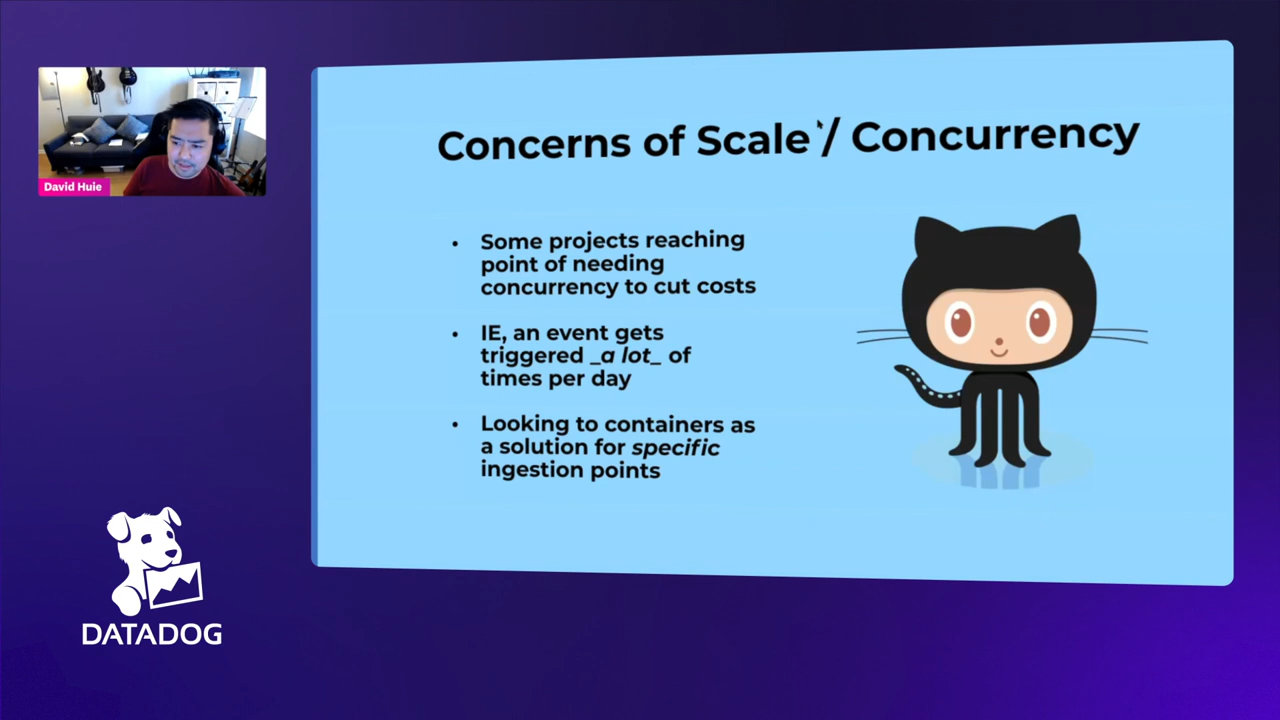 David Huie
Concerns of Scale / Concurrency
• Some projects reaching
point of needing
concurrency to cut costs
• IE, an event gets
triggered _a lot_ of
times per day
• Looking to containers as
a solution for specific
ingestion points
DATADOG